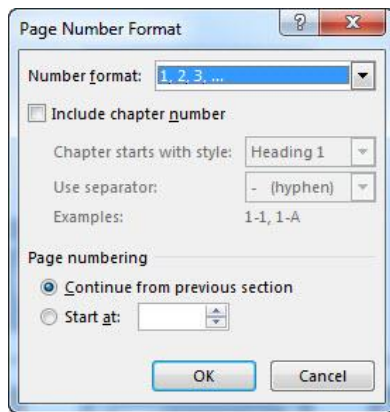 Page Number Format
Number format: 1, 2, 3, ...
Include chapter number
Chapter starts with style: Heading 1
Use separator: - (hyphen)
Examples: 1-1, 1-A
Page numbering
Continue from previous section
Start at:
OK Cancel